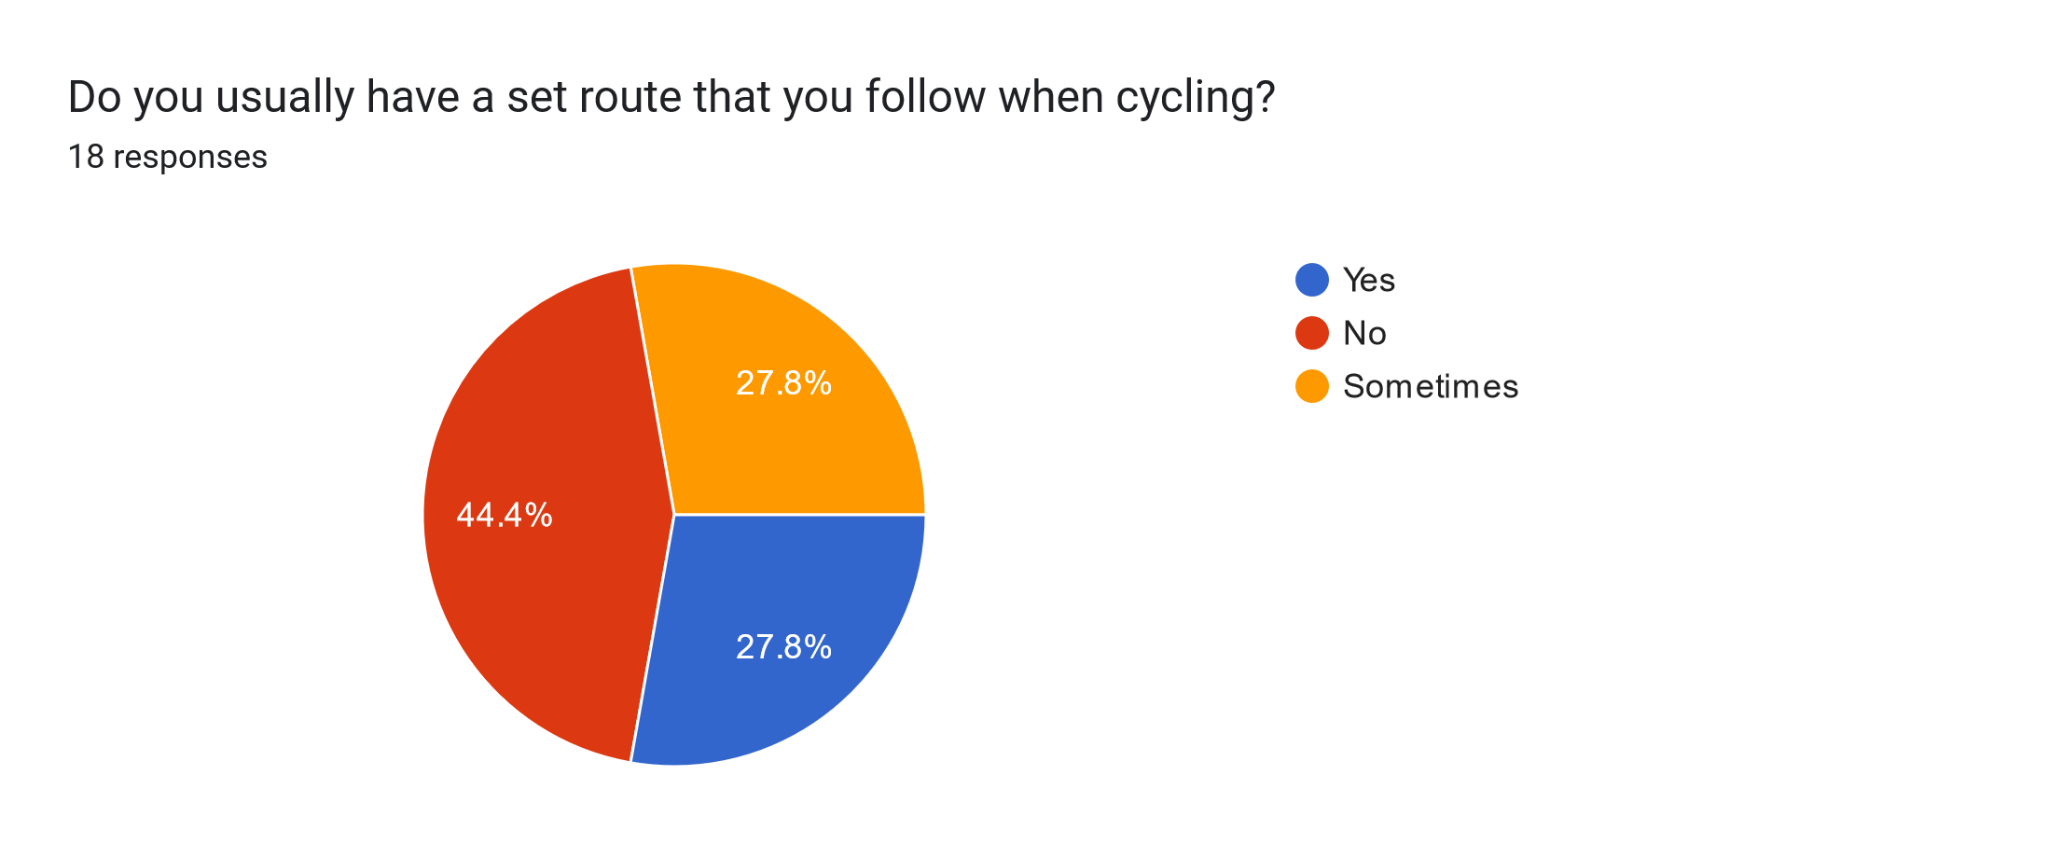 Do you usually have a set route that you follow when cycling?
18 responses
Yes
No
Sometimes
27.8%
44.4%
27.8%